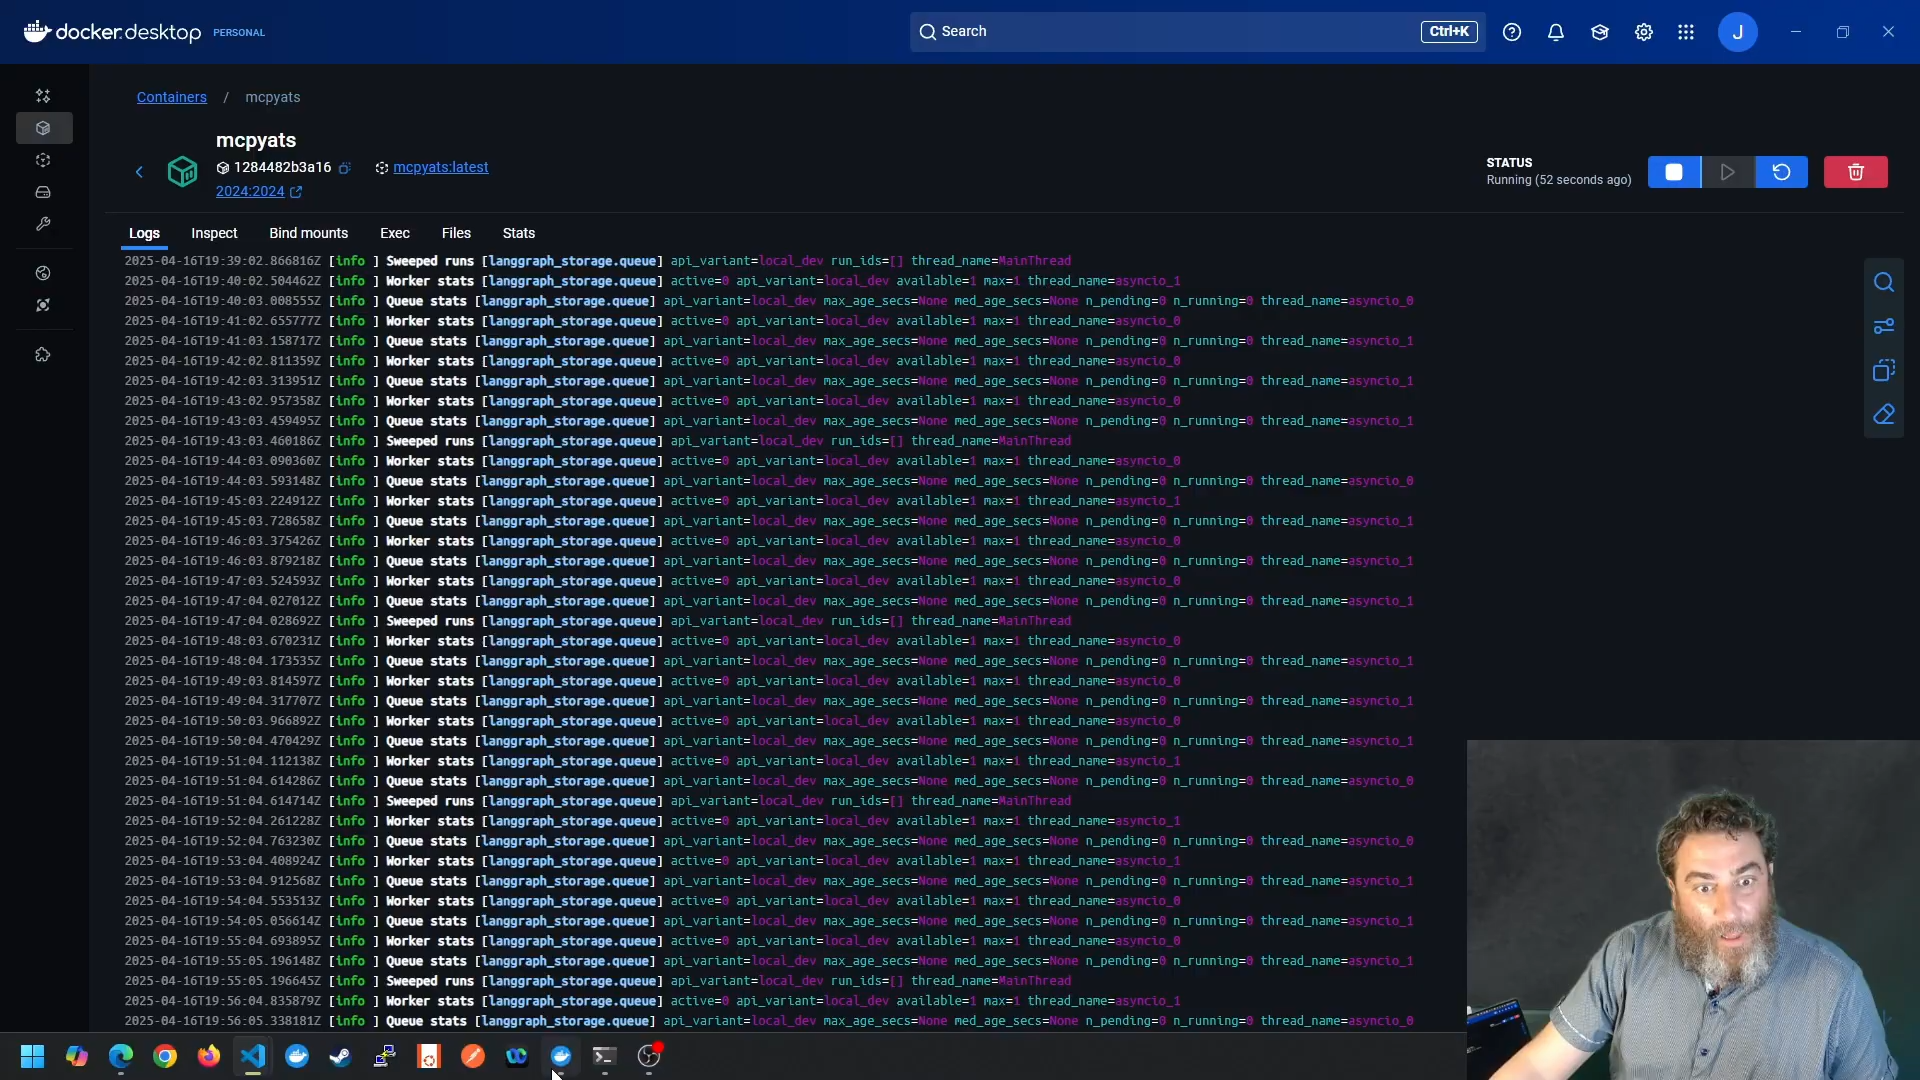 docker.desktop PERSONAL
Search
Ctrl+K
J
Containers / mcpyats
mcpyats
1284482b3a16 mcpyats:latest
2024:2024
STATUS
Running (52 seconds ago)
Logs Inspect Bind mounts Exec Files Stats
2025-04-16T19:39:02.866816Z [info ] Sweeped runs [langgraph_storage.queue] api_variant=local_dev run_ids=[] thread_name=MainThread
2025-04-16T19:40:02.504462Z [info ] Worker stats [langgraph_storage.queue] active=0 api_variant=local_dev available=1 max=1 thread_name=asyncio_1
2025-04-16T19:40:03.008555Z [info ] Queue stats [langgraph_storage.queue] api_variant=local_dev max_age_secs=None med_age_secs=None n_pending=0 n_running=0 thread_name=asyncio_0
2025-04-16T19:41:02.655777Z [info ] Worker stats [langgraph_storage.queue] active=0 api_variant=local_dev available=1 max=1 thread_name=asyncio_0
2025-04-16T19:41:03.158717Z [info ] Queue stats [langgraph_storage.queue] api_variant=local_dev max_age_secs=None med_age_secs=None n_pending=0 n_running=0 thread_name=asyncio_1
2025-04-16T19:42:02.811359Z [info ] Worker stats [langgraph_storage.queue] active=0 api_variant=local_dev available=1 max=1 thread_name=asyncio_0
2025-04-16T19:42:03.313951Z [info ] Queue stats [langgraph_storage.queue] api_variant=local_dev max_age_secs=None med_age_secs=None n_pending=0 n_running=0 thread_name=asyncio_1
2025-04-16T19:43:02.957358Z [info ] Worker stats [langgraph_storage.queue] active=0 api_variant=local_dev available=1 max=1 thread_name=asyncio_0
2025-04-16T19:43:03.459495Z [info ] Queue stats [langgraph_storage.queue] api_variant=local_dev max_age_secs=None med_age_secs=None n_pending=0 n_running=0 thread_name=asyncio_1
2025-04-16T19:43:03.460186Z [info ] Sweeped runs [langgraph_storage.queue] api_variant=local_dev run_ids=[] thread_name=MainThread
2025-04-16T19:44:03.090360Z [info ] Worker stats [langgraph_storage.queue] active=0 api_variant=local_dev available=1 max=1 thread_name=asyncio_0
2025-04-16T19:44:03.593148Z [info ] Queue stats [langgraph_storage.queue] api_variant=local_dev max_age_secs=None med_age_secs=None n_pending=0 n_running=0 thread_name=asyncio_0
2025-04-16T19:45:03.224912Z [info ] Worker stats [langgraph_storage.queue] active=0 api_variant=local_dev available=1 max=1 thread_name=asyncio_1
2025-04-16T19:45:03.728658Z [info ] Queue stats [langgraph_storage.queue] api_variant=local_dev max_age_secs=None med_age_secs=None n_pending=0 n_running=0 thread_name=asyncio_1
2025-04-16T19:46:03.375426Z [info ] Worker stats [langgraph_storage.queue] active=0 api_variant=local_dev available=1 max=1 thread_name=asyncio_0
2025-04-16T19:46:03.879218Z [info ] Queue stats [langgraph_storage.queue] api_variant=local_dev max_age_secs=None med_age_secs=None n_pending=0 n_running=0 thread_name=asyncio_1
2025-04-16T19:47:03.524593Z [info ] Worker stats [langgraph_storage.queue] active=0 api_variant=local_dev available=1 max=1 thread_name=asyncio_0
2025-04-16T19:47:04.027012Z [info ] Queue stats [langgraph_storage.queue] api_variant=local_dev max_age_secs=None med_age_secs=None n_pending=0 n_running=0 thread_name=asyncio_1
2025-04-16T19:47:04.028692Z [info ] Sweeped runs [langgraph_storage.queue] api_variant=local_dev run_ids=[] thread_name=MainThread
2025-04-16T19:48:03.670231Z [info ] Worker stats [langgraph_storage.queue] active=0 api_variant=local_dev available=1 max=1 thread_name=asyncio_0
2025-04-16T19:48:04.173535Z [info ] Queue stats [langgraph_storage.queue] api_variant=local_dev max_age_secs=None med_age_secs=None n_pending=0 n_running=0 thread_name=asyncio_1
2025-04-16T19:49:03.814597Z [info ] Worker stats [langgraph_storage.queue] active=0 api_variant=local_dev available=1 max=1 thread_name=asyncio_0
2025-04-16T19:49:04.317707Z [info ] Queue stats [langgraph_storage.queue] api_variant=local_dev max_age_secs=None med_age_secs=None n_pending=0 n_running=0 thread_name=asyncio_1
2025-04-16T19:50:03.966892Z [info ] Worker stats [langgraph_storage.queue] active=0 api_variant=local_dev available=1 max=1 thread_name=asyncio_0
2025-04-16T19:50:04.470429Z [info ] Queue stats [langgraph_storage.queue] api_variant=local_dev max_age_secs=None med_age_secs=None n_pending=0 n_running=0 thread_name=asyncio_1
2025-04-16T19:51:04.112138Z [info ] Worker stats [langgraph_storage.queue] active=0 api_variant=local_dev available=1 max=1 thread_name=asyncio_1
2025-04-16T19:51:04.614286Z [info ] Queue stats [langgraph_storage.queue] api_variant=local_dev max_age_secs=None med_age_secs=None n_pending=0 n_running=0 thread_name=asyncio_0
2025-04-16T19:51:04.614714Z [info ] Sweeped runs [langgraph_storage.queue] api_variant=local_dev run_ids=[] thread_name=MainThread
2025-04-16T19:52:04.261228Z [info ] Worker stats [langgraph_storage.queue] active=0 api_variant=local_dev available=1 max=1 thread_name=asyncio_1
2025-04-16T19:52:04.763230Z [info ] Queue stats [langgraph_storage.queue] api_variant=local_dev max_age_secs=None med_age_secs=None n_pending=0 n_running=0 thread_name=asyncio_0
2025-04-16T19:53:04.408924Z [info ] Worker stats [langgraph_storage.queue] active=0 api_variant=local_dev available=1 max=1 thread_name=asyncio_1
2025-04-16T19:53:04.912568Z [info ] Queue stats [langgraph_storage.queue] api_variant=local_dev max_age_secs=None med_age_secs=None n_pending=0 n_running=0 thread_name=asyncio_1
2025-04-16T19:54:04.553513Z [info ] Worker stats [langgraph_storage.queue] active=0 api_variant=local_dev available=1 max=1 thread_name=asyncio_0
2025-04-16T19:54:05.056614Z [info ] Queue stats [langgraph_storage.queue] api_variant=local_dev max_age_secs=None med_age_secs=None n_pending=0 n_running=0 thread_name=asyncio_1
2025-04-16T19:55:04.693895Z [info ] Worker stats [langgraph_storage.queue] active=0 api_variant=local_dev available=1 max=1 thread_name=asyncio_0
2025-04-16T19:55:05.196148Z [info ] Queue stats [langgraph_storage.queue] api_variant=local_dev max_age_secs=None med_age_secs=None n_pending=0 n_running=0 thread_name=asyncio_1
2025-04-16T19:55:05.196645Z [info ] Sweeped runs [langgraph_storage.queue] api_variant=local_dev run_ids=[] thread_name=MainThread
2025-04-16T19:56:04.835879Z [info ] Worker stats [langgraph_storage.queue] active=0 api_variant=local_dev available=1 max=1 thread_name=asyncio_1
2025-04-16T19:56:05.338181Z [info ] Queue stats [langgraph_storage.queue] api_variant=local_dev max_age_secs=None med_age_secs=None n_pending=0 n_running=0 thread_name=asyncio_0